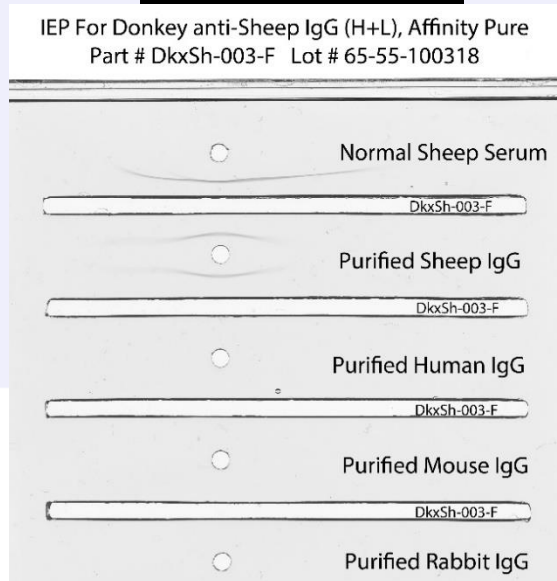 IEP For Donkey anti-Sheep IgG (H+L), Affinity Pure
Part # DkxSh-003-F Lot # 65-55-100318
Normal Sheep Serum
DkxSh-003-F
Purified Sheep IgG
DkxSh-003-F
Purified Human IgG
DkxSh-003-F
Purified Mouse IgG
DkxSh-003-F
Purified Rabbit IgG